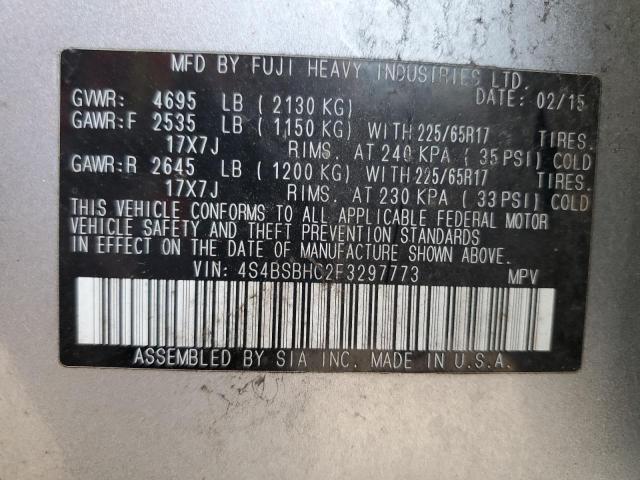 MFD BY FUJI HEAVY INDUSTRIES LTD.
GVWR: 4695 LB ( 2130 KG) DATE: 02/15
GAWR:F 2535 LB ( 1150 KG) WITH 225/65R17 TIRES.
17X7J RIMS. AT 240 KPA ( 35 PSI) COLD
GAWR:R 2645 LB ( 1200 KG) WITH 225/65R17 TIRES.
17X7J RIMS. AT 230 KPA ( 33 PSI) COLD
THIS VEHICLE CONFORMS TO ALL APPLICABLE FEDERAL MOTOR
VEHICLE SAFETY AND THEFT PREVENTION STANDARDS
IN EFFECT ON THE DATE OF MANUFACTURE SHOWN ABOVE.
VIN: 4S4BSBHC2F3297773 MPV
ASSEMBLED BY SIA INC. MADE IN U.S.A.